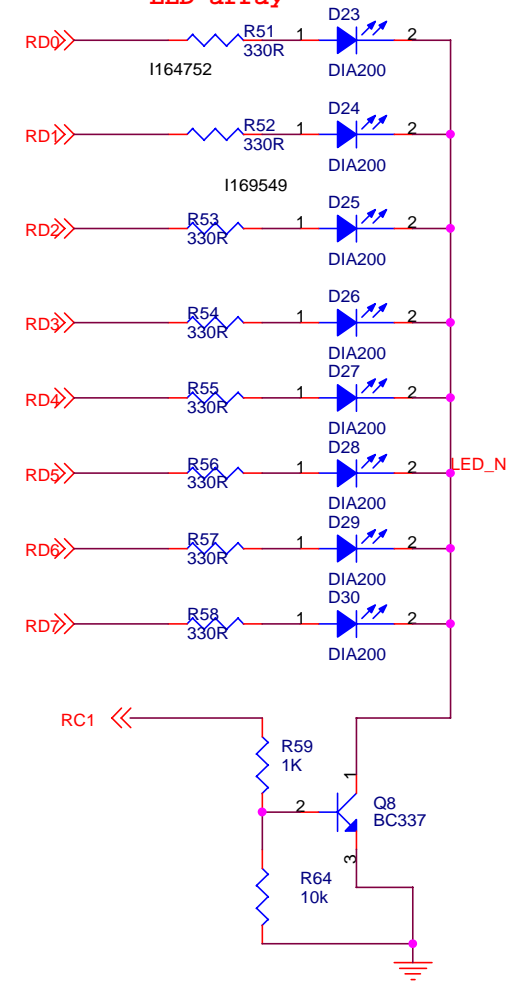 LED array
D23
RD0
R51
1
2
330R
I164752
DIA200
D24
RD1
R52
1
2
330R
DIA200
I169549
D25
RD2
R53
1
2
330R
DIA200
D26
RD3
R54
1
2
330R
DIA200
D27
RD4
R55
1
2
330R
DIA200
D28
RD5
R56
1
2
LED_N
330R
DIA200
D29
RD6
R57
1
2
330R
DIA200
D30
RD7
R58
1
2
330R
DIA200
RC1
R59
1K
1
2
Q8
BC337
3
R64
10k